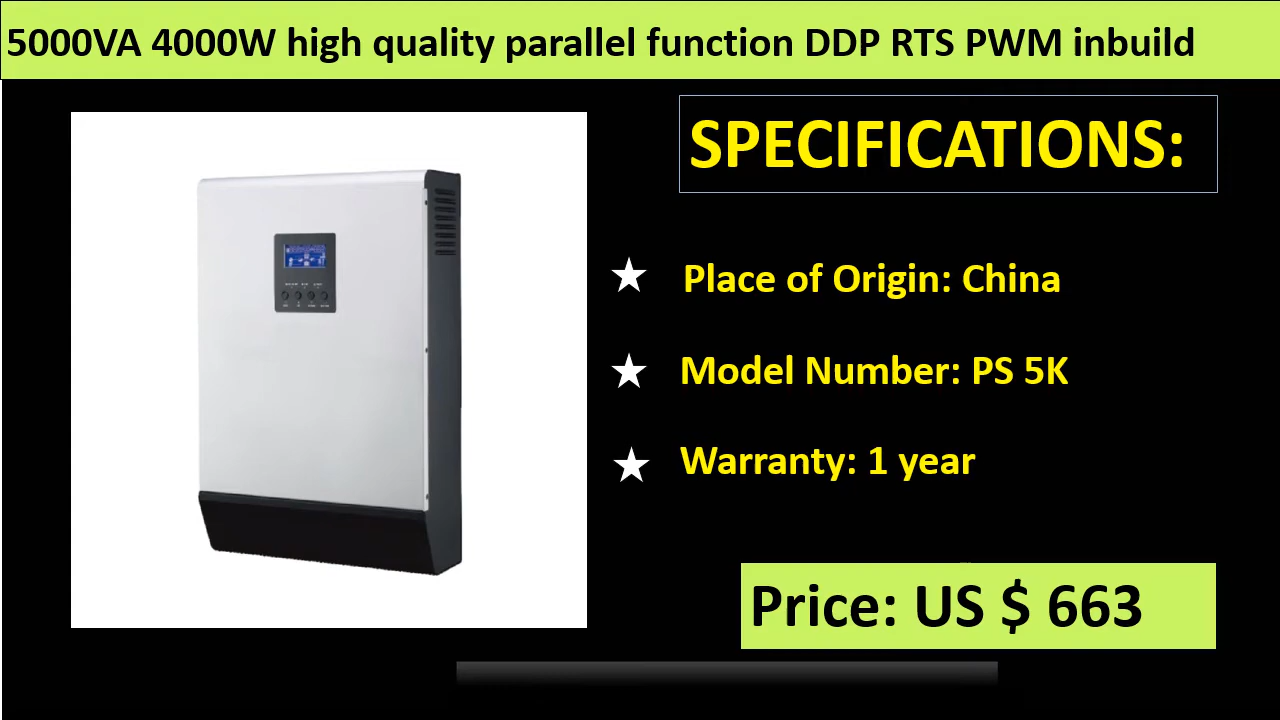 5000VA 4000W high quality parallel function DDP RTS PWM inbuild
SPECIFICATIONS:
Place of Origin: China
Model Number: PS 5K
Warranty: 1 year
Price: US $ 663